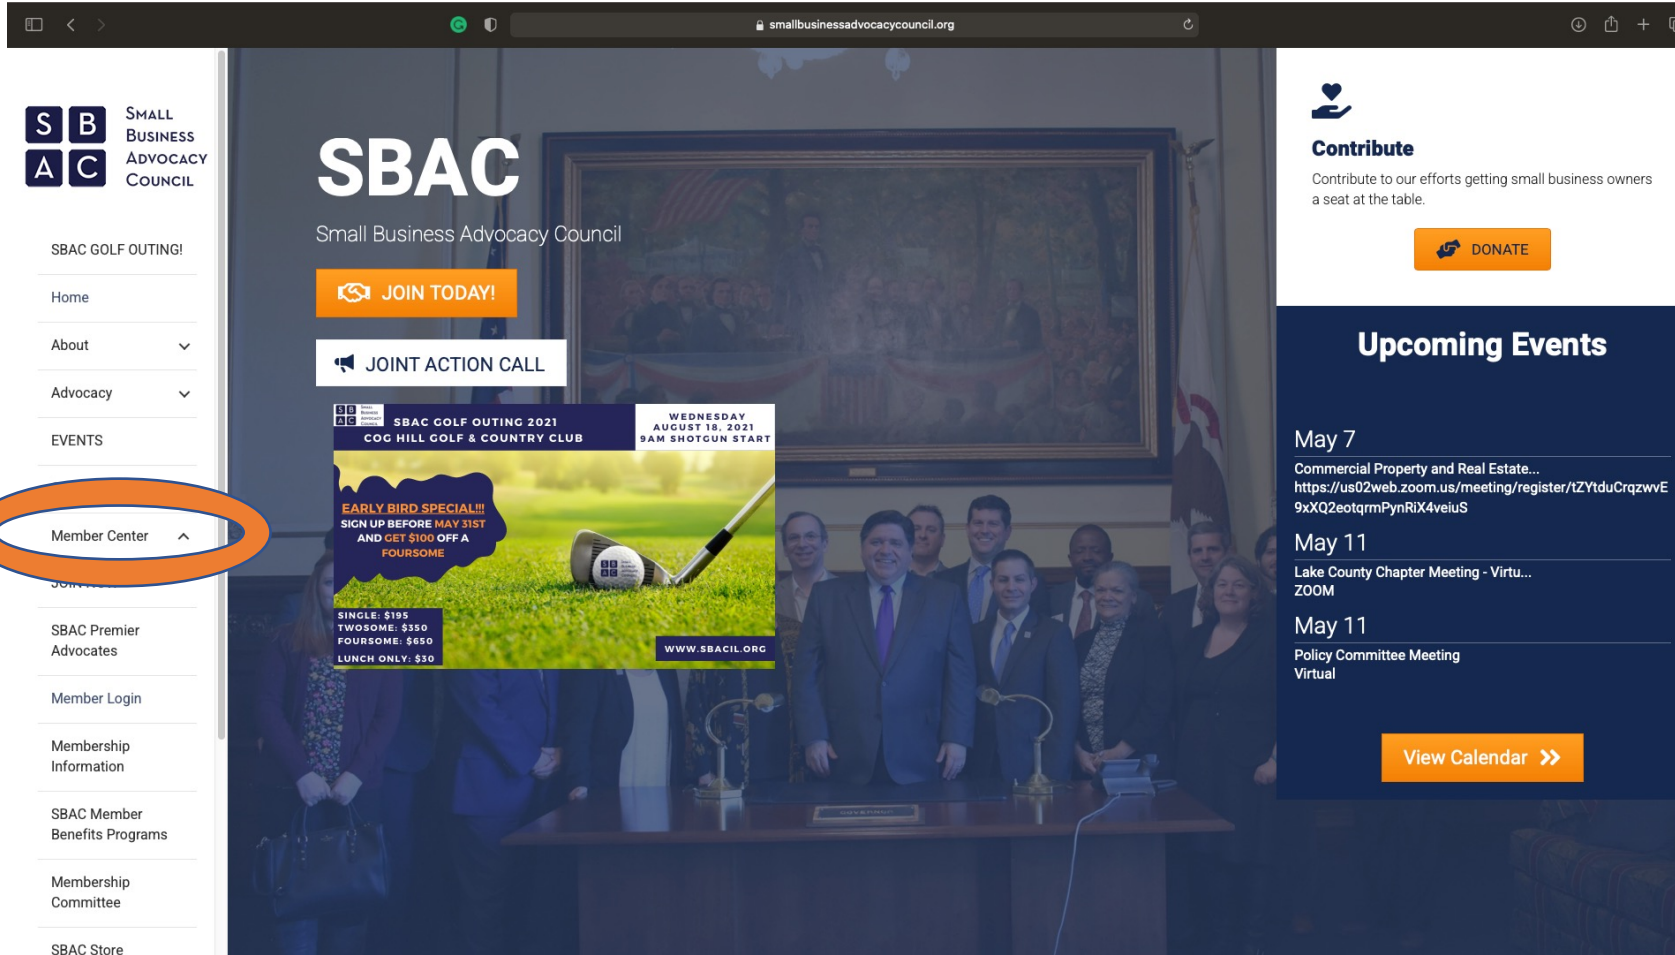 smallbusinessadvocacycouncil.org
S B
A C
SMALL
BUSINESS
ADVOCACY
COUNCIL
SBAC GOLF OUTING!
Home
About
Advocacy
EVENTS
Member Center
SBAC Premier
Advocates
Member Login
Membership
Information
SBAC Member
Benefits Programs
Membership
Committee
SBAC Store
SBAC
Small Business Advocacy Council
JOIN TODAY!
JOINT ACTION CALL
S B
A C
SBAC GOLF OUTING 2021
COG HILL GOLF & COUNTRY CLUB
WEDNESDAY
AUGUST 18, 2021
9AM SHOTGUN START
EARLY BIRD SPECIAL!!!
SIGN UP BEFORE MAY 31ST
AND GET $100 OFF A
FOURSOME
SINGLE: $195
TWOSOME: $350
FOURSOME: $650
LUNCH ONLY: $30
WWW.SBACIL.ORG
GOVERNOR
Contribute
Contribute to our efforts getting small business owners
a seat at the table.
DONATE
Upcoming Events
May 7
Commercial Property and Real Estate...
https://us02web.zoom.us/meeting/register/tZYtduCrqzwvE
9xXQ2eotqrmPynRiX4veiuS
May 11
Lake County Chapter Meeting - Virtu...
ZOOM
May 11
Policy Committee Meeting
Virtual
View Calendar